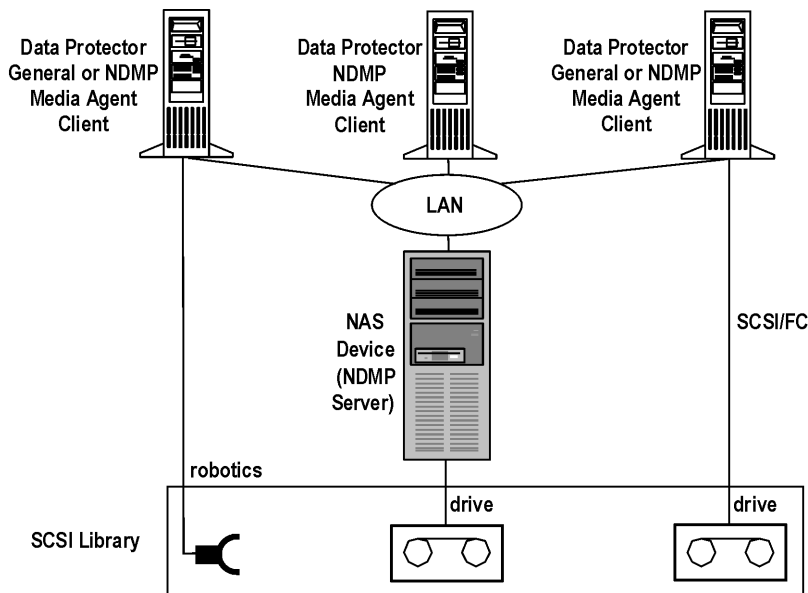 Data Protector
General or NDMP
Media Agent
Client
Data Protector
NDMP
Media Agent
Client
Data Protector
General or NDMP
Media Agent
Client
LAN
NAS
Device
(NDMP
Server)
SCSI/FC
robotics
drive
drive
SCSI Library